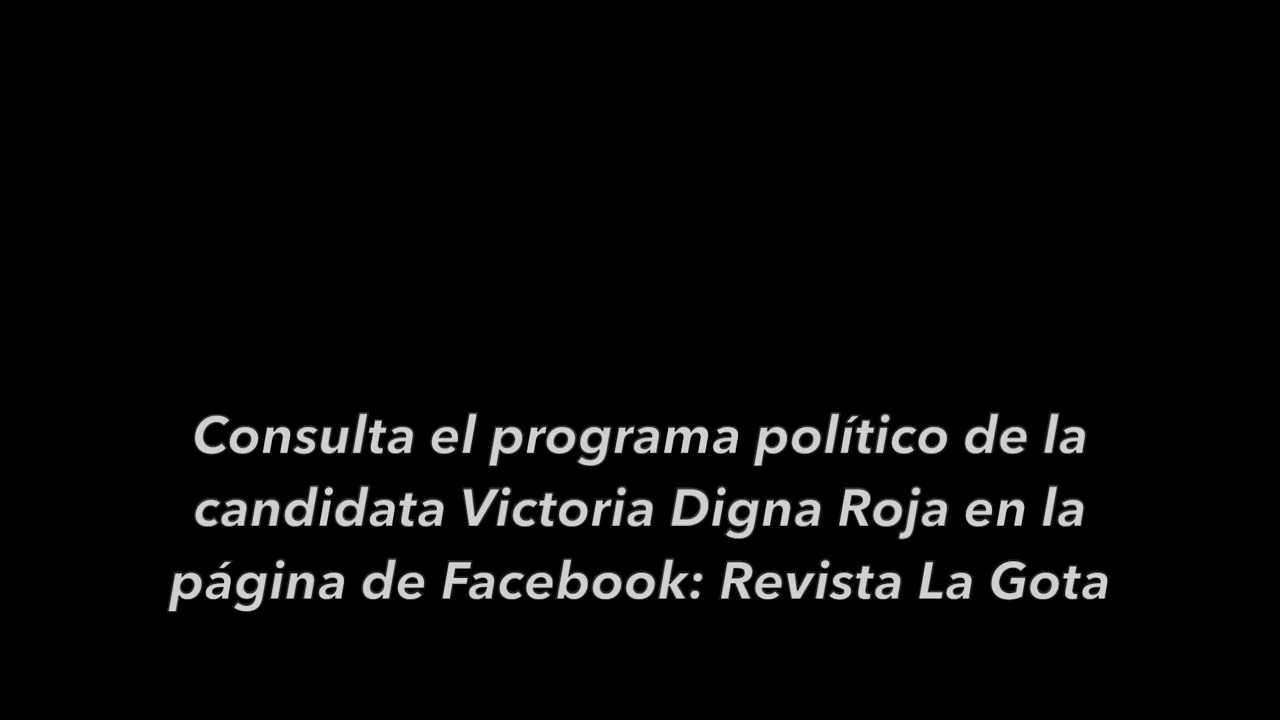 Consulta el programa político de la
candidata Victoria Digna Roja en la
página de Facebook: Revista La Gota